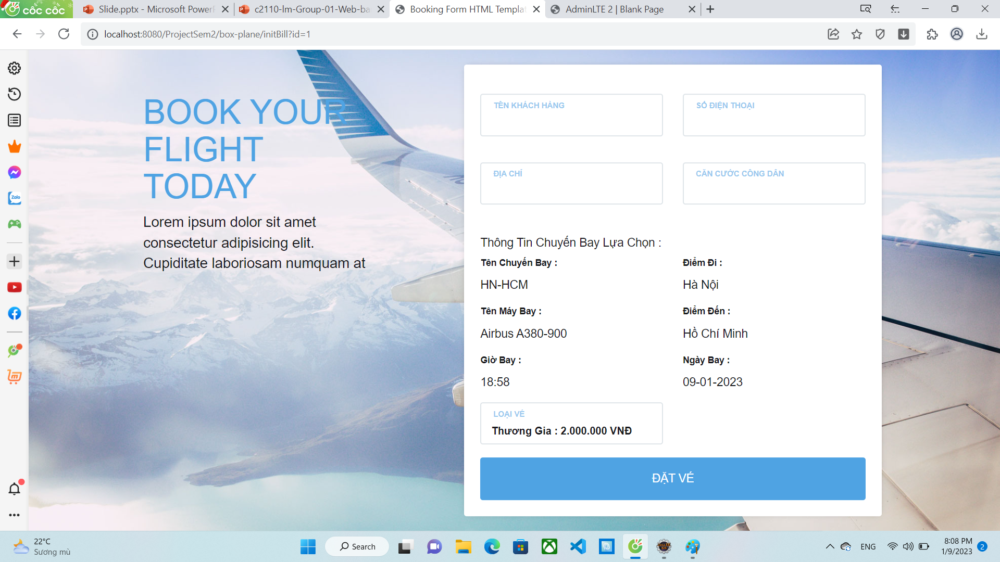 cốc cốc
Slide.pptx - Microsoft PowerP
c2110-lm-Group-01-Web-ba
Booking Form HTML Templat
AdminLTE 2 | Blank Page
localhost:8080/ProjectSem2/box-plane/initBill?id=1
Zalo
BOOK YOUR
FLIGHT
TODAY
Lorem ipsum dolor sit amet
consectetur adipisicing elit.
Cupiditate laboriosam numquam at
TÊN KHÁCH HÀNG
SỐ ĐIỆN THOẠI
ĐỊA CHỈ
CĂN CƯỚC CÔNG DÂN
Thông Tin Chuyến Bay Lựa Chọn :
Tên Chuyến Bay :
Điểm Đi :
HN-HCM
Hà Nội
Tên Máy Bay :
Điểm Đến :
Airbus A380-900
Hồ Chí Minh
Giờ Bay :
Ngày Bay :
18:58
09-01-2023
LOẠI VÉ
Thương Gia : 2.000.000 VNĐ
ĐẶT VÉ
22°C
Sương mù
Search
ENG
8:08 PM
1/9/2023
2